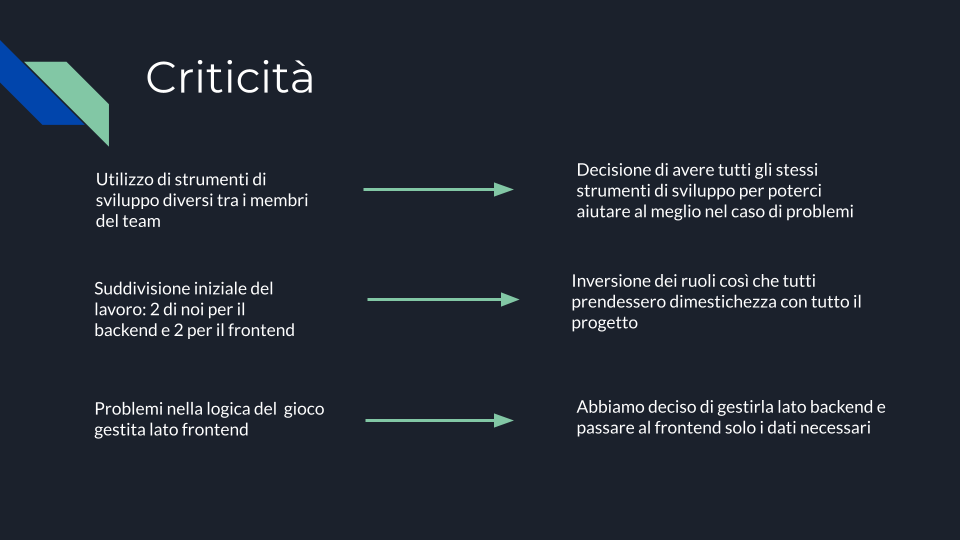 Criticità
Utilizzo di strumenti di
sviluppo diversi tra i membri
del team
Decisione di avere tutti gli stessi
strumenti di sviluppo per poterci
aiutare al meglio nel caso di problemi
Suddivisione iniziale del
lavoro: 2 di noi per il
backend e 2 per il frontend
Inversione dei ruoli così che tutti
prendessero dimestichezza con tutto il
progetto
Problemi nella logica del  gioco
gestita lato frontend
Abbiamo deciso di gestirla lato backend e
passare al frontend solo i dati necessari